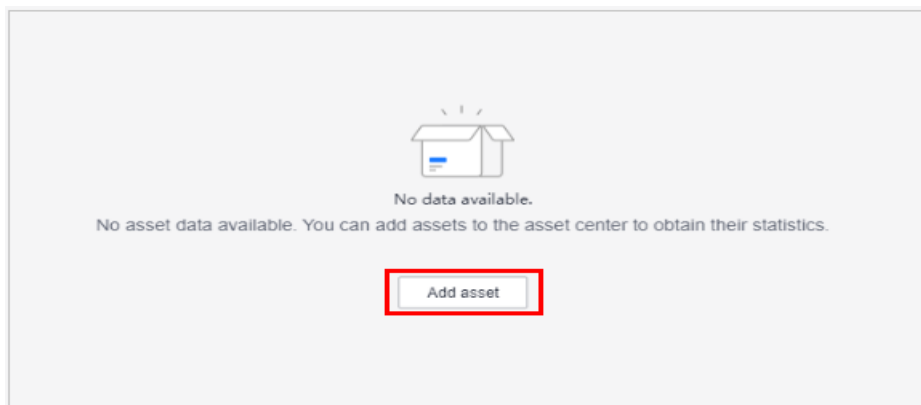 No data available.
No asset data available. You can add assets to the asset center to obtain their statistics.
Add asset